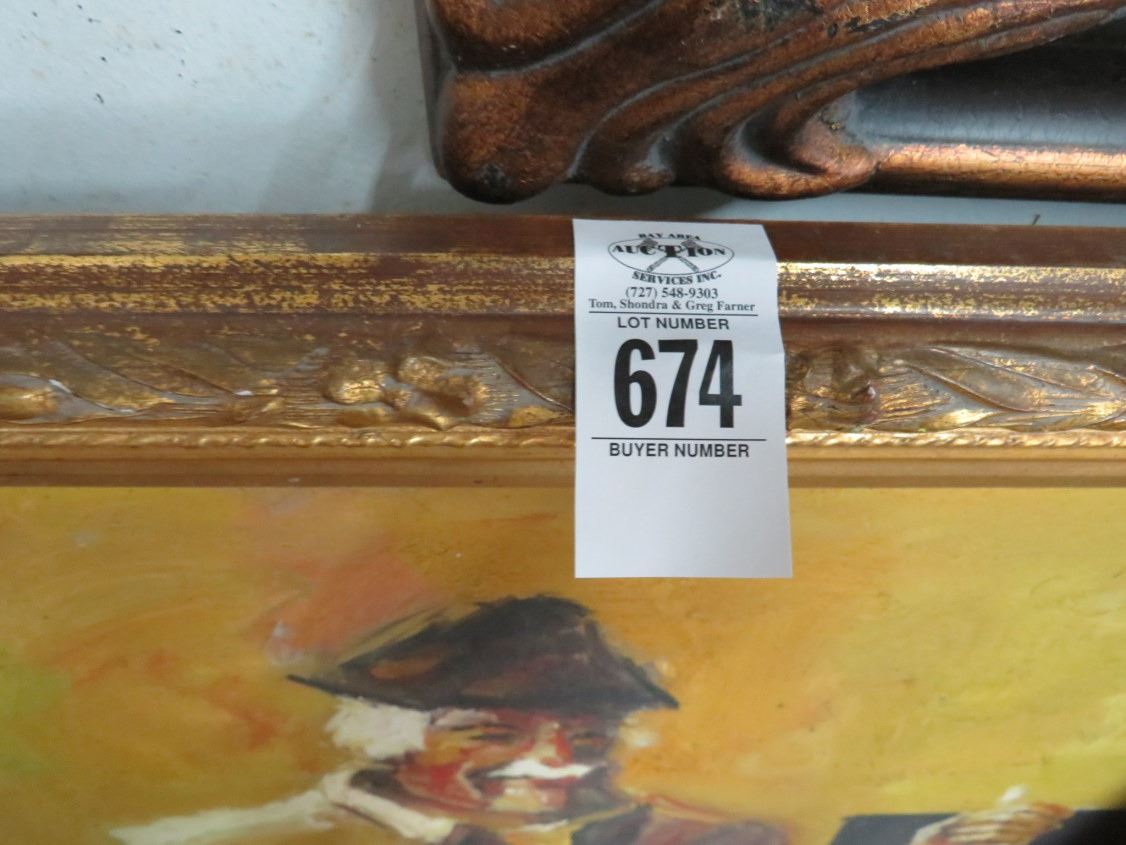 BAY AREA
AUCTION
SERVICES INC.
(727) 548-9303
Tom, Shondra & Greg Farner
LOT NUMBER
674
BUYER NUMBER